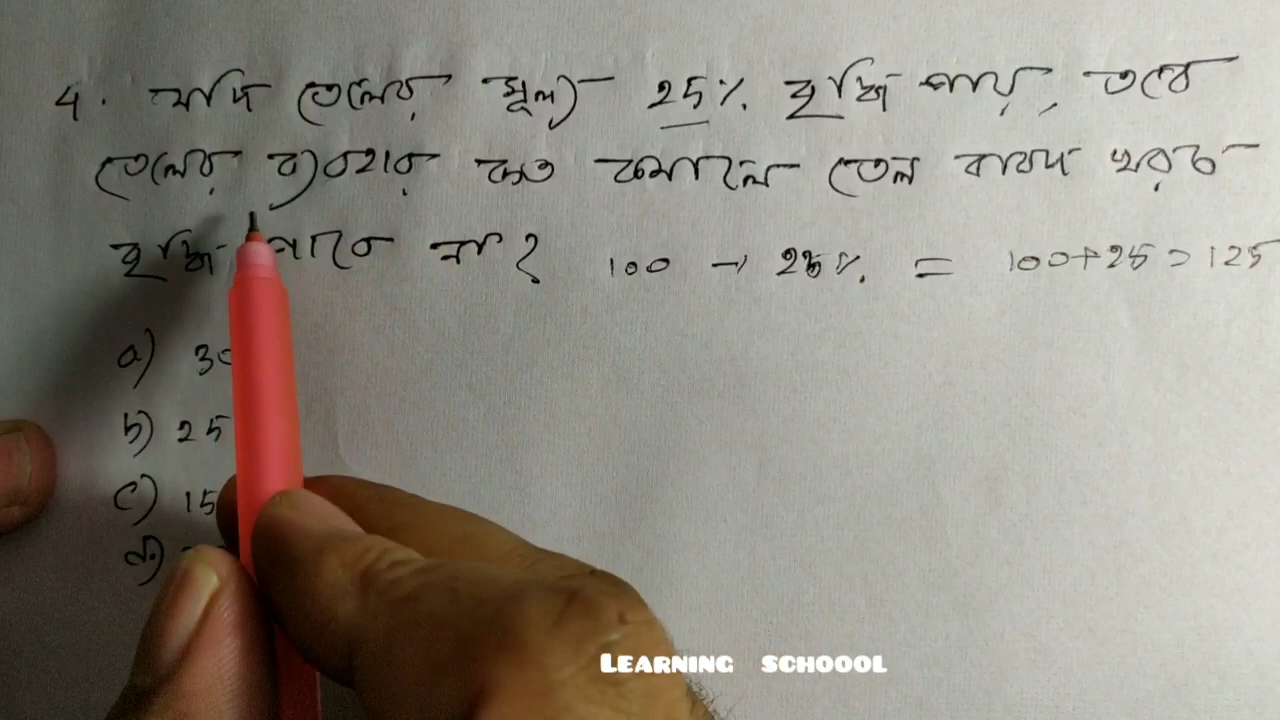 4. যদি তেলের মূল্য 25% বৃদ্ধি পায়, তবে
তেলের ব্যবহার কত কমালে তেল বাবদ খরচ
বৃদ্ধি পাবে না? 100 → 25% = 100+25 = 125
a) 30
b) 25
c) 15
d)
LEARNING SCHOOOL